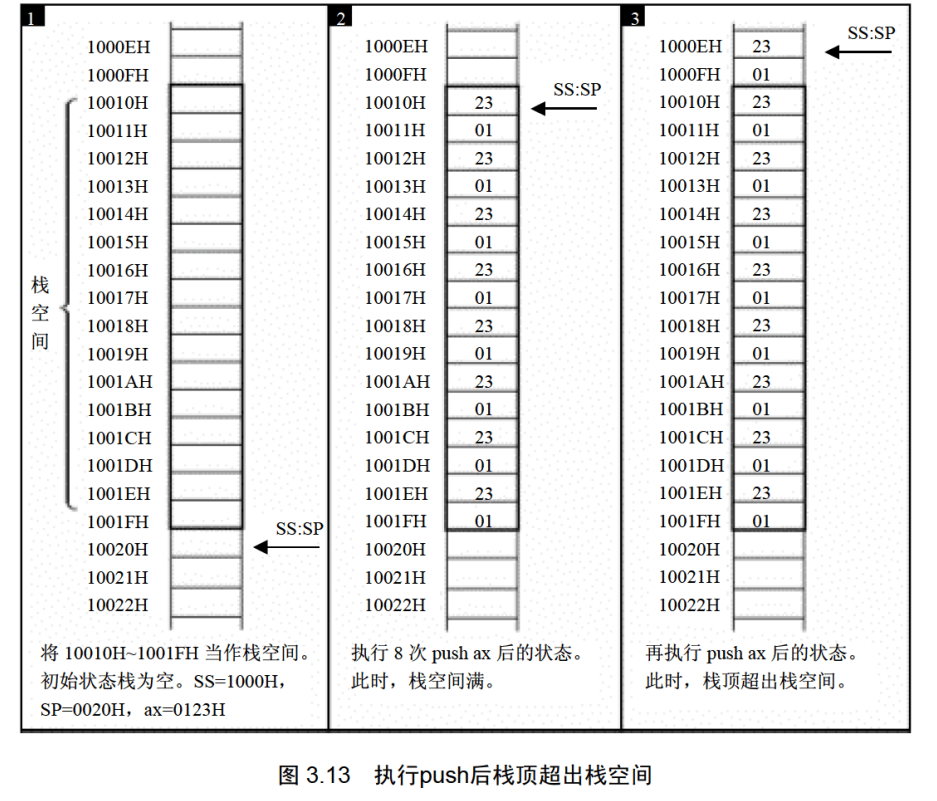 1
1000EH
1000FH
10010H
10011H
10012H
10013H
10014H
10015H
10016H
10017H
10018H
10019H
1001AH
1001BH
1001CH
1001DH
1001EH
1001FH
10020H
10021H
10022H
栈
空
间
SS:SP
将 10010H~1001FH 当作栈空间。
初始状态栈为空。SS=1000H，
SP=0020H，ax=0123H
2
1000EH
1000FH
10010H 23
10011H 01
10012H 23
10013H 01
10014H 23
10015H 01
10016H 23
10017H 01
10018H 23
10019H 01
1001AH 23
1001BH 01
1001CH 23
1001DH 01
1001EH 23
1001FH 01
10020H
10021H
10022H
SS:SP
执行 8 次 push ax 后的状态。
此时，栈空间满。
3
1000EH 23
1000FH 01
10010H 23
10011H 01
10012H 23
10013H 01
10014H 23
10015H 01
10016H 23
10017H 01
10018H 23
10019H 01
1001AH 23
1001BH 01
1001CH 23
1001DH 01
1001EH 23
1001FH 01
10020H
10021H
10022H
SS:SP
再执行 push ax 后的状态。
此时，栈顶超出栈空间。
图 3.13 执行push后栈顶超出栈空间